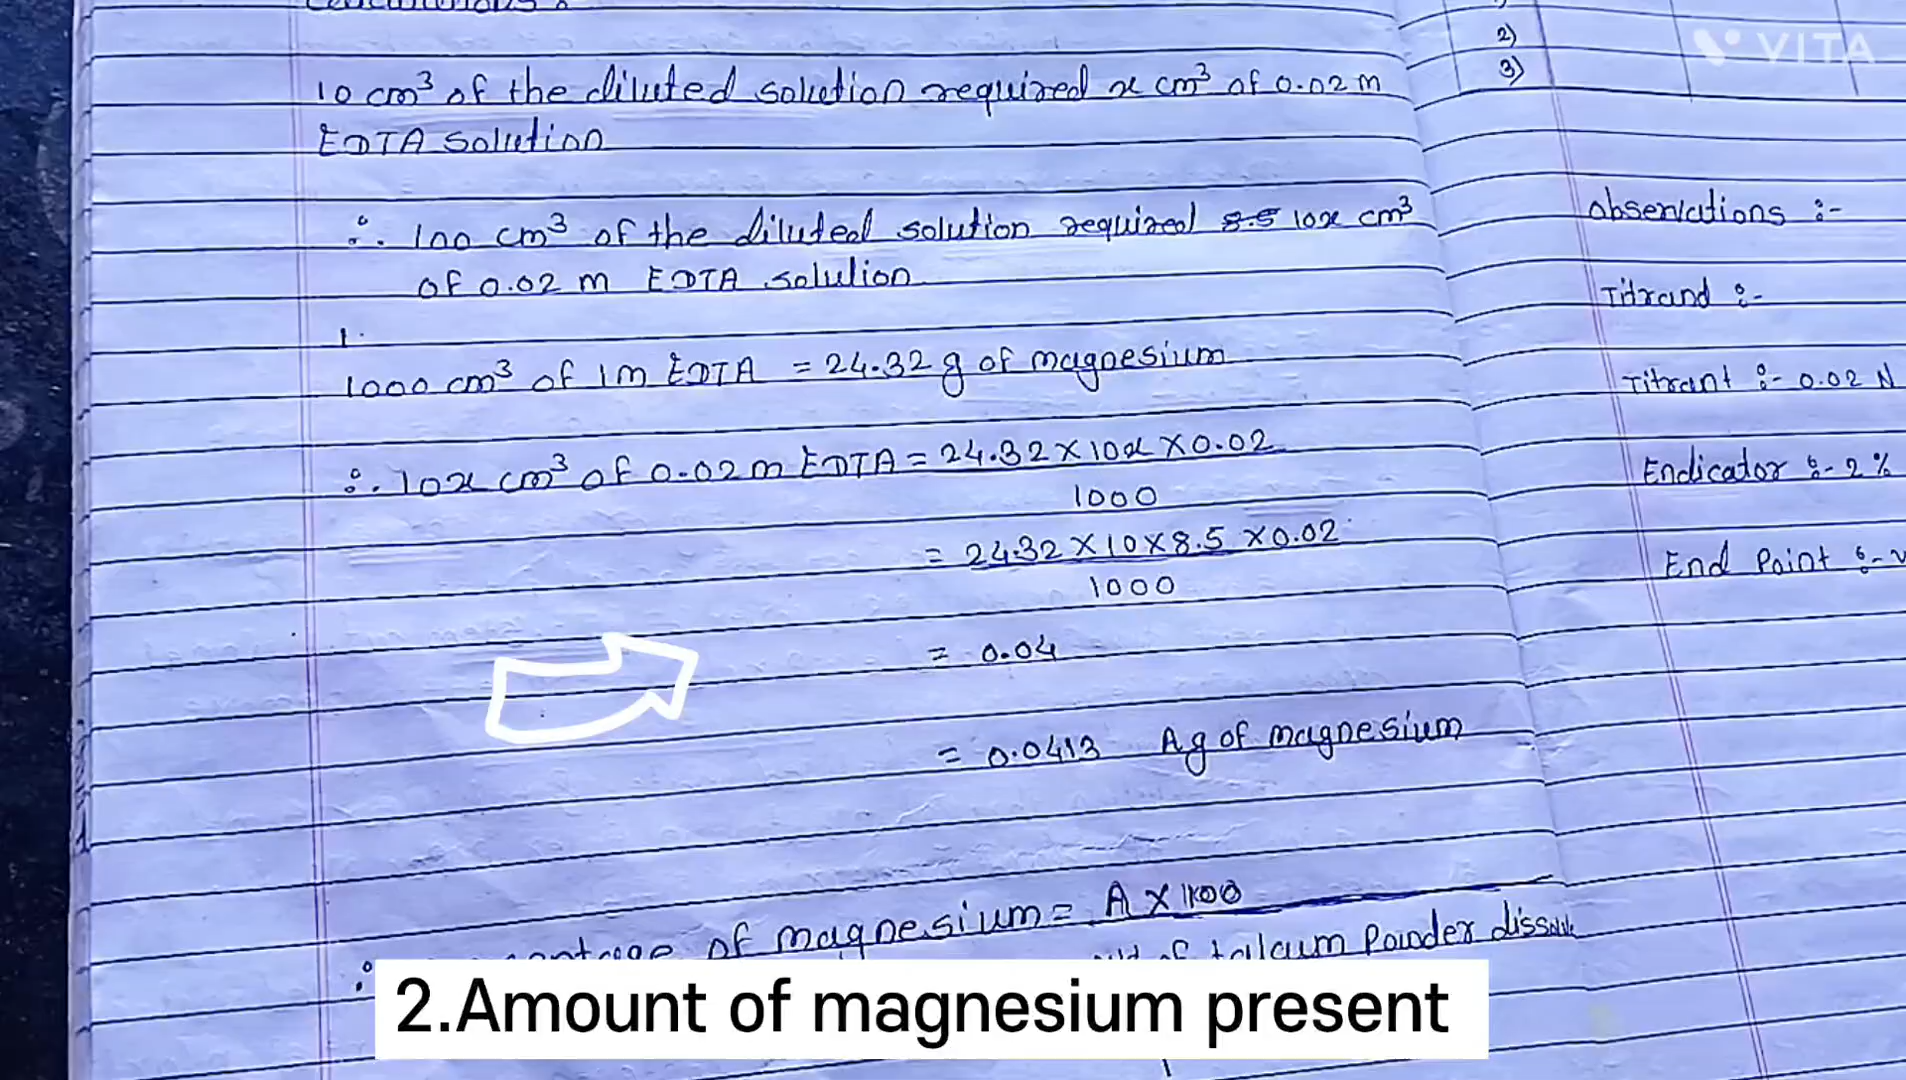 10 cm³ of the diluted solution required x cm³ of 0.02 m
EDTA solution
∴ 100 cm³ of the diluted solution required 8.5 10x cm³
of 0.02 m EDTA solution
1000 cm³ of 1m EDTA = 24.32 g of magnesium
∴ 10x cm³ of 0.02 m EDTA = 24.32 x 10x x 0.02
1000
= 24.32 x 10 x 8.5 x 0.02
1000
= 0.04
= 0.0413 Ag of magnesium
of magnesium = A x 100
of talcum Powder
2.Amount of magnesium present
2)
3)
VITA
observations :-
Titrand :-
Titrant :- 0.02 N
Endicator :- 2 %
End Point :-